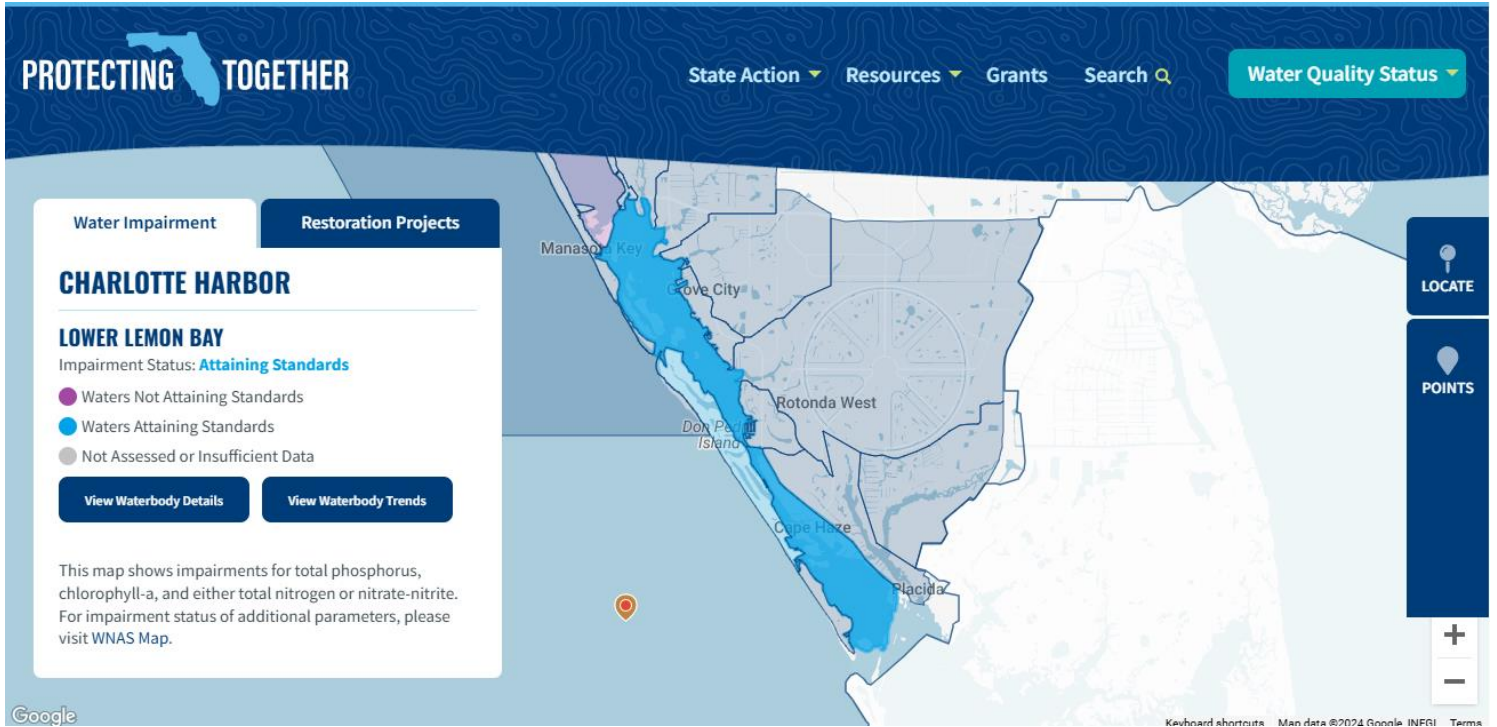 PROTECTING TOGETHER
State Action
Resources
Grants
Search
Water Quality Status
Water Impairment
Restoration Projects
CHARLOTTE HARBOR
LOWER LEMON BAY
Impairment Status: Attaining Standards
Waters Not Attaining Standards
Waters Attaining Standards
Not Assessed or Insufficient Data
View Waterbody Details
View Waterbody Trends
This map shows impairments for total phosphorus,
chlorophyll-a, and either total nitrogen or nitrate-nitrite.
For impairment status of additional parameters, please
visit WNAS Map.
Manasota Key
Grove City
Rotonda West
Don Pedro
Island
Cape Haze
Placida
LOCATE
POINTS
+
−
Google
Keyboard shortcuts
Map data ©2024 Google, INEGI
Terms